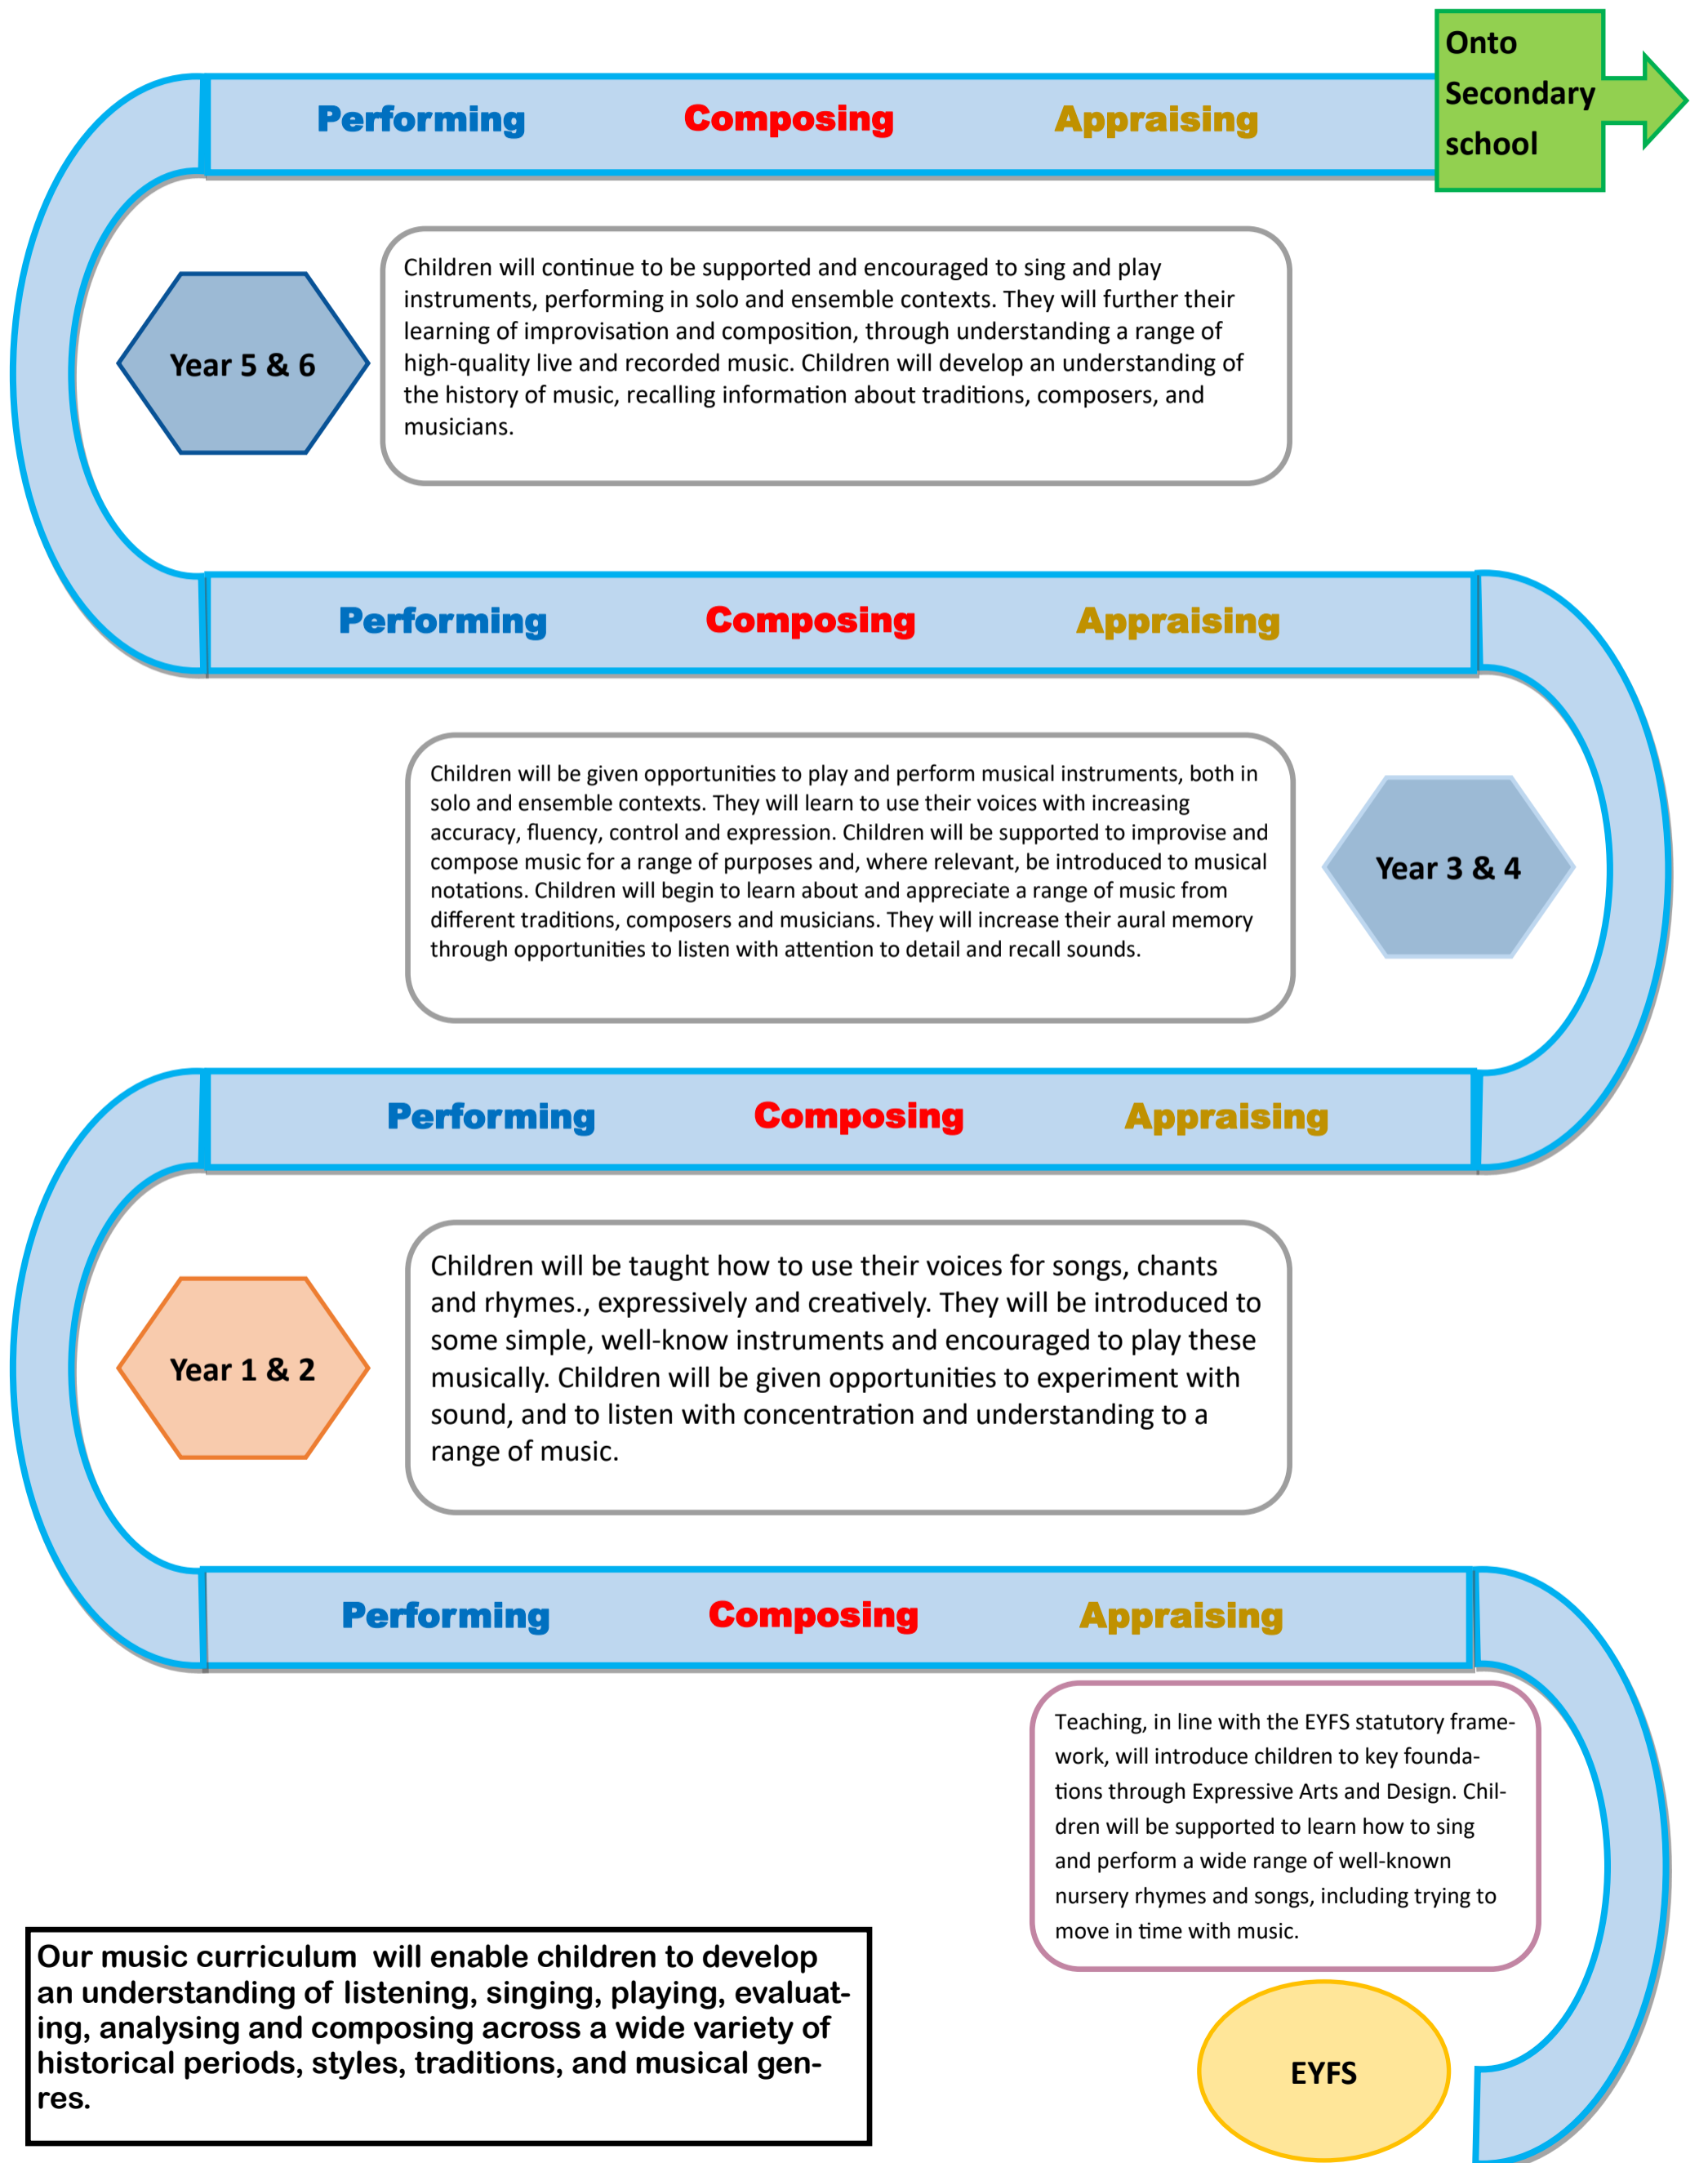 Onto
Secondary
school
Performing Composing Appraising
Children will continue to be supported and encouraged to sing and play
instruments, performing in solo and ensemble contexts. They will further their
learning of improvisation and composition, through understanding a range of
high-quality live and recorded music. Children will develop an understanding of
the history of music, recalling information about traditions, composers, and
musicians.
Year 5 & 6
Performing Composing Appraising
Children will be given opportunities to play and perform musical instruments, both in
solo and ensemble contexts. They will learn to use their voices with increasing
accuracy, fluency, control and expression. Children will be supported to improvise and
compose music for a range of purposes and, where relevant, be introduced to musical
notations. Children will begin to learn about and appreciate a range of music from
different traditions, composers and musicians. They will increase their aural memory
through opportunities to listen with attention to detail and recall sounds.
Year 3 & 4
Performing Composing Appraising
Children will be taught how to use their voices for songs, chants
and rhymes., expressively and creatively. They will be introduced to
some simple, well-know instruments and encouraged to play these
musically. Children will be given opportunities to experiment with
sound, and to listen with concentration and understanding to a
range of music.
Year 1 & 2
Performing Composing Appraising
Teaching, in line with the EYFS statutory frame-
work, will introduce children to key founda-
tions through Expressive Arts and Design. Chil-
dren will be supported to learn how to sing
and perform a wide range of well-known
nursery rhymes and songs, including trying to
move in time with music.
Our music curriculum  will enable children to develop
an understanding of listening, singing, playing, evaluat-
ing, analysing and composing across a wide variety of
historical periods, styles, traditions, and musical gen-
res.
EYFS